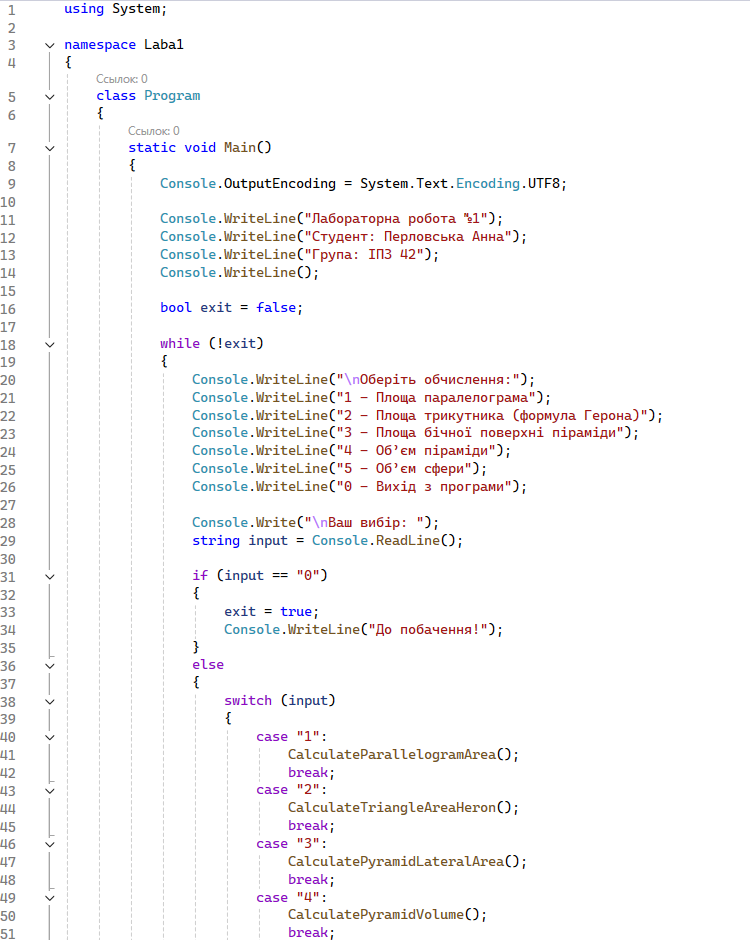 1 using System;
2
3 namespace Laba1
4 {
Ссылок: 0
5 class Program
6 {
Ссылок: 0
7 static void Main()
8 {
9 Console.OutputEncoding = System.Text.Encoding.UTF8;
10
11 Console.WriteLine("Лабораторна робота №1");
12 Console.WriteLine("Студент: Перловська Анна");
13 Console.WriteLine("Група: ІПЗ 42");
14 Console.WriteLine();
15
16 bool exit = false;
17
18 while (!exit)
19 {
20 Console.WriteLine("\nОберіть обчислення:");
21 Console.WriteLine("1 – Площа паралелограма");
22 Console.WriteLine("2 – Площа трикутника (формула Герона)");
23 Console.WriteLine("3 – Площа бічної поверхні піраміди");
24 Console.WriteLine("4 – Об’єм піраміди");
25 Console.WriteLine("5 – Об’єм сфери");
26 Console.WriteLine("0 – Вихід з програми");
27
28 Console.Write("\nВаш вибір: ");
29 string input = Console.ReadLine();
30
31 if (input == "0")
32 {
33 exit = true;
34 Console.WriteLine("До побачення!");
35 }
36 else
37 {
38 switch (input)
39 {
40 case "1":
41 CalculateParallelogramArea();
42 break;
43 case "2":
44 CalculateTriangleAreaHeron();
45 break;
46 case "3":
47 CalculatePyramidLateralArea();
48 break;
49 case "4":
50 CalculatePyramidVolume();
51 break;